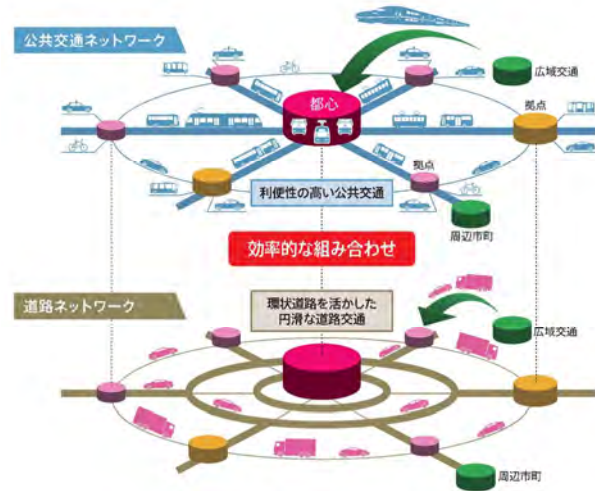 公共交通ネットワーク
広域交通
都心
拠点
拠点
利便性の高い公共交通
周辺市町
効率的な組み合わせ
道路ネットワーク
環状道路を活かした
円滑な道路交通
広域交通
周辺市町